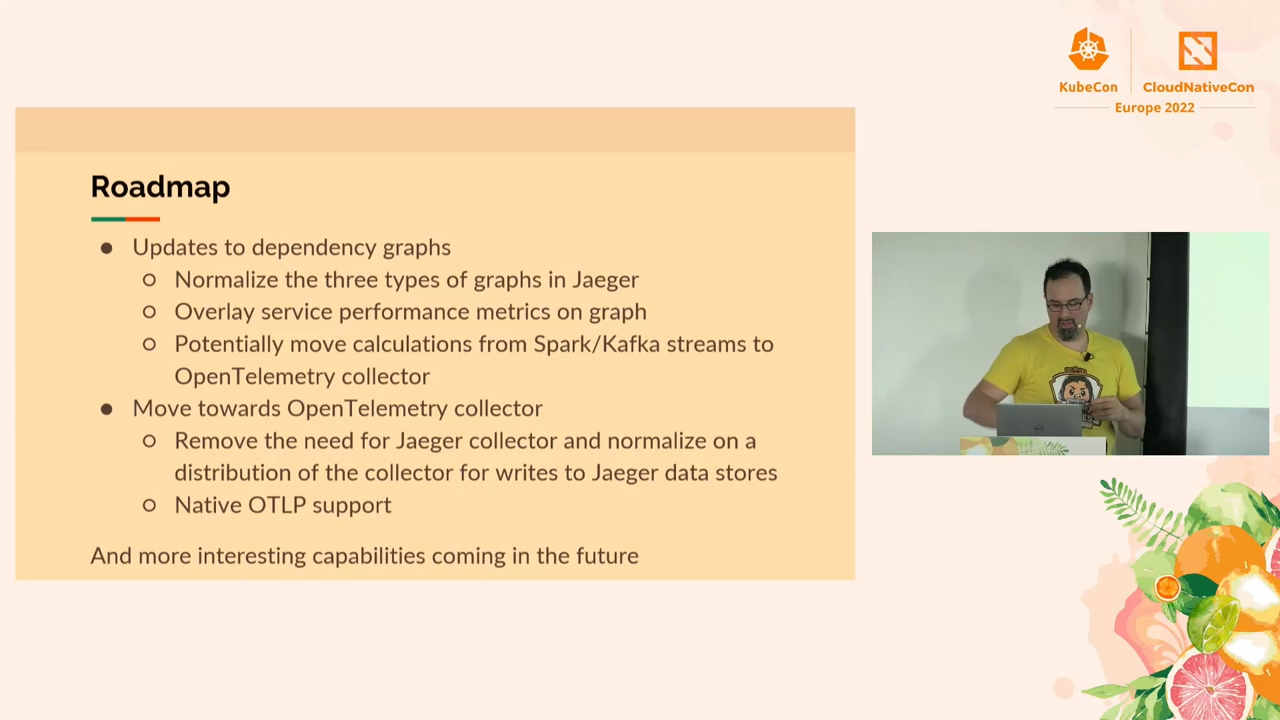 KubeCon
CloudNativeCon
Europe 2022
Roadmap
Updates to dependency graphs
Normalize the three types of graphs in Jaeger
Overlay service performance metrics on graph
Potentially move calculations from Spark/Kafka streams to
OpenTelemetry collector
Move towards OpenTelemetry collector
Remove the need for Jaeger collector and normalize on a
distribution of the collector for writes to Jaeger data stores
Native OTLP support
And more interesting capabilities coming in the future